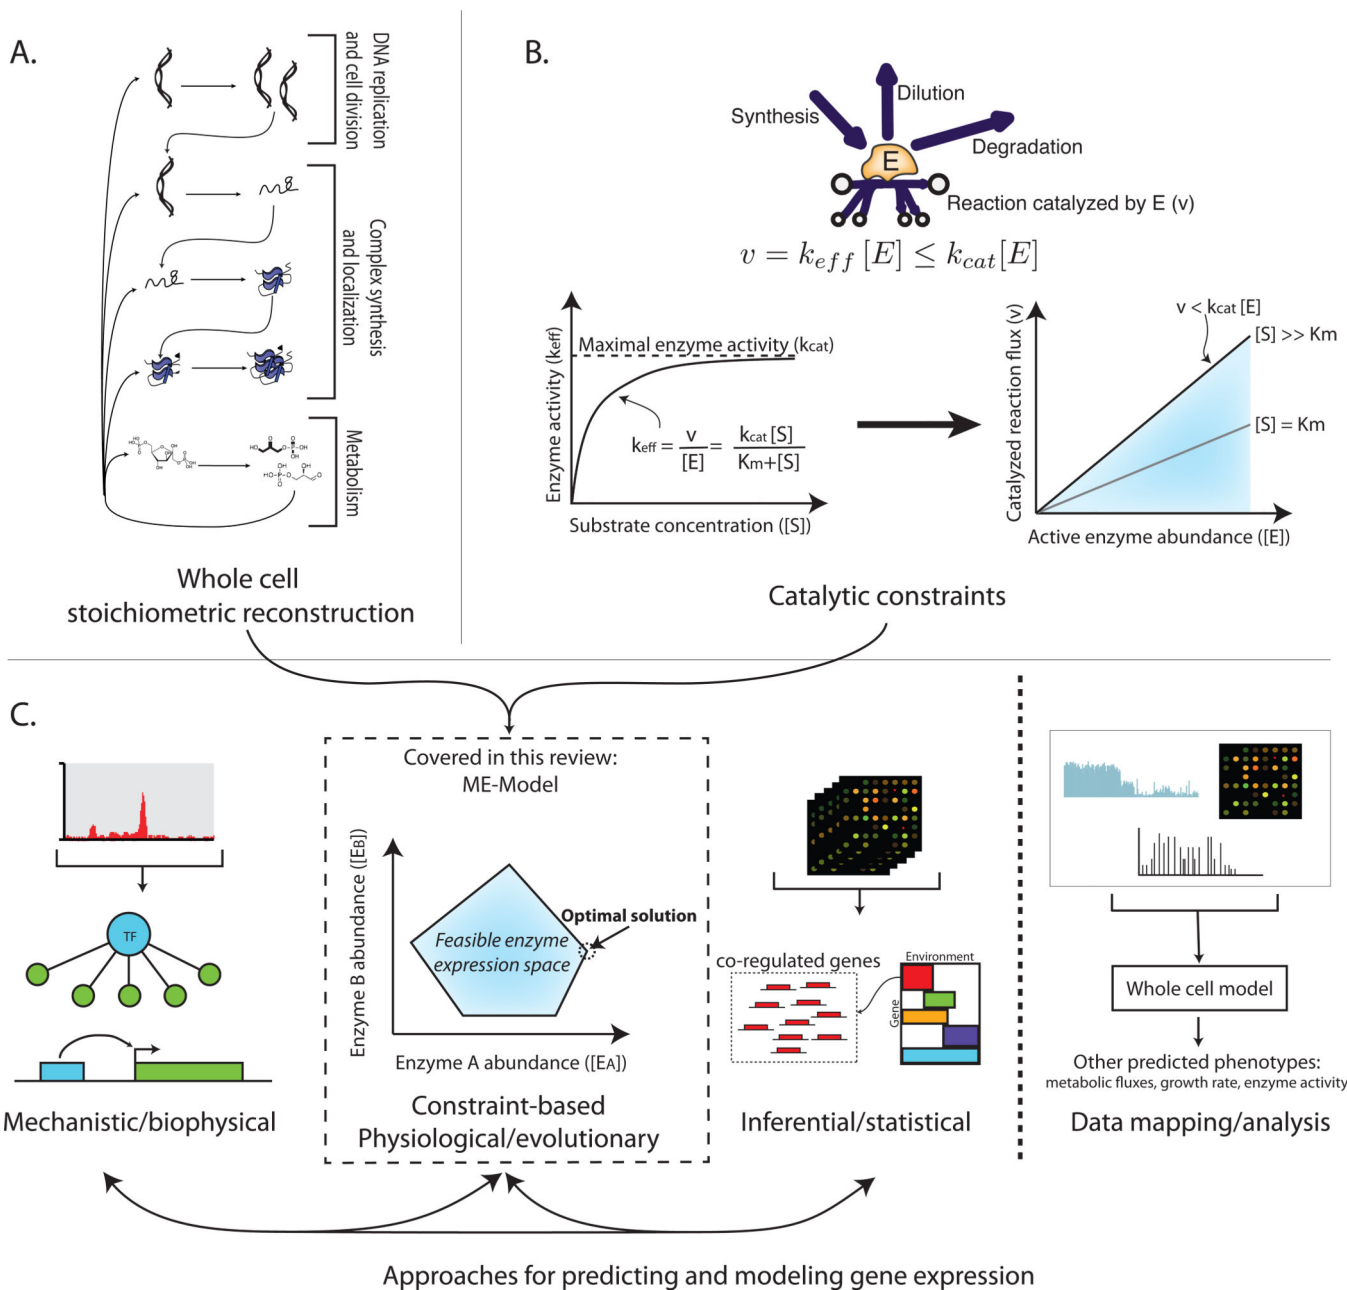 A.
DNA replication
and cell division
Complex synthesis
and localization
Metabolism
Whole cell
stoichiometric reconstruction
B.
Synthesis
Dilution
Degradation
E
Reaction catalyzed by E (v)
v = k_eff [E] ≤ k_cat[E]
Enzyme activity (keff)
Maximal enzyme activity (kcat)
keff = v/[E] = kcat [S]/Km+[S]
Substrate concentration ([S])
Catalyzed reaction flux (v)
v < kcat [E]
[S] >> Km
[S] = Km
Active enzyme abundance ([E])
Catalytic constraints
C.
TF
Mechanistic/biophysical
Covered in this review:
ME-Model
Enzyme B abundance ([EB])
Optimal solution
Feasible enzyme
expression space
Enzyme A abundance ([EA])
Constraint-based
Physiological/evolutionary
co-regulated genes
Environment
Gene
Inferential/statistical
Whole cell model
Other predicted phenotypes:
metabolic fluxes, growth rate, enzyme activity
Data mapping/analysis
Approaches for predicting and modeling gene expression